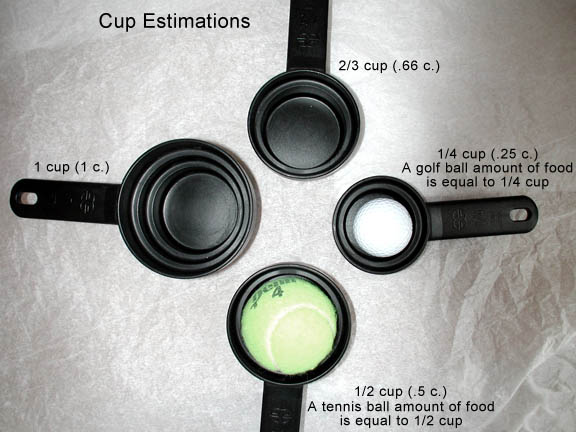 Cup Estimations
2/3 cup (.66 c.)
1 cup (1 c.)
1/4 cup (.25 c.)
A golf ball amount of food
is equal to 1/4 cup
1/2 cup (.5 c.)
A tennis ball amount of food
is equal to 1/2 cup